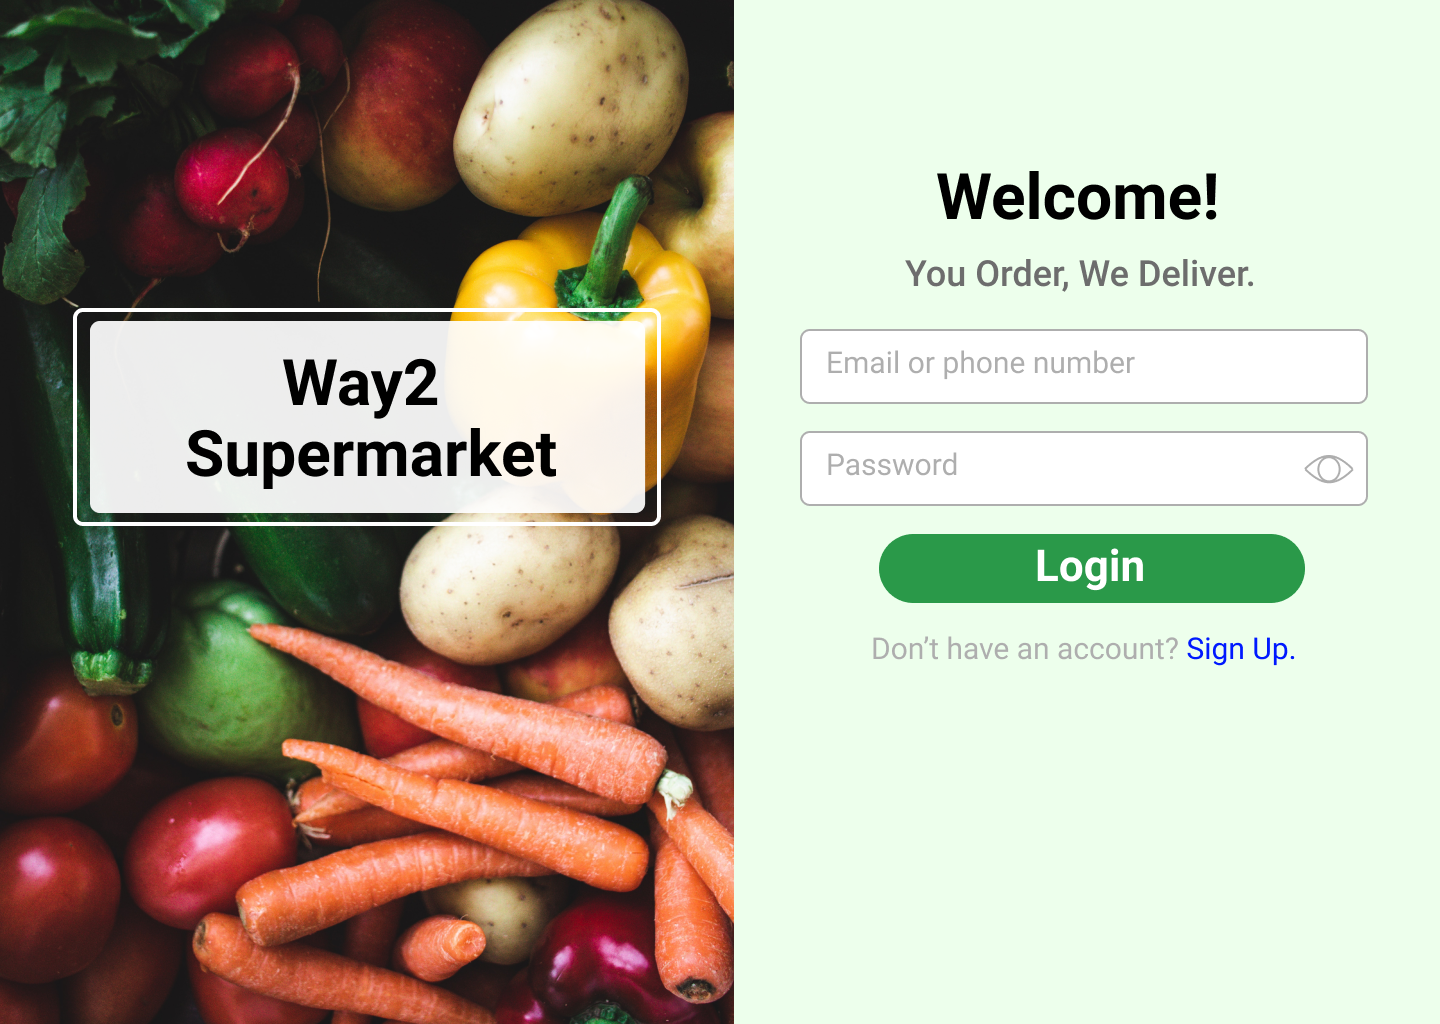 Way2
Supermarket
Welcome!
You Order, We Deliver.
Email or phone number
Password
Login
Don’t have an account? Sign Up.